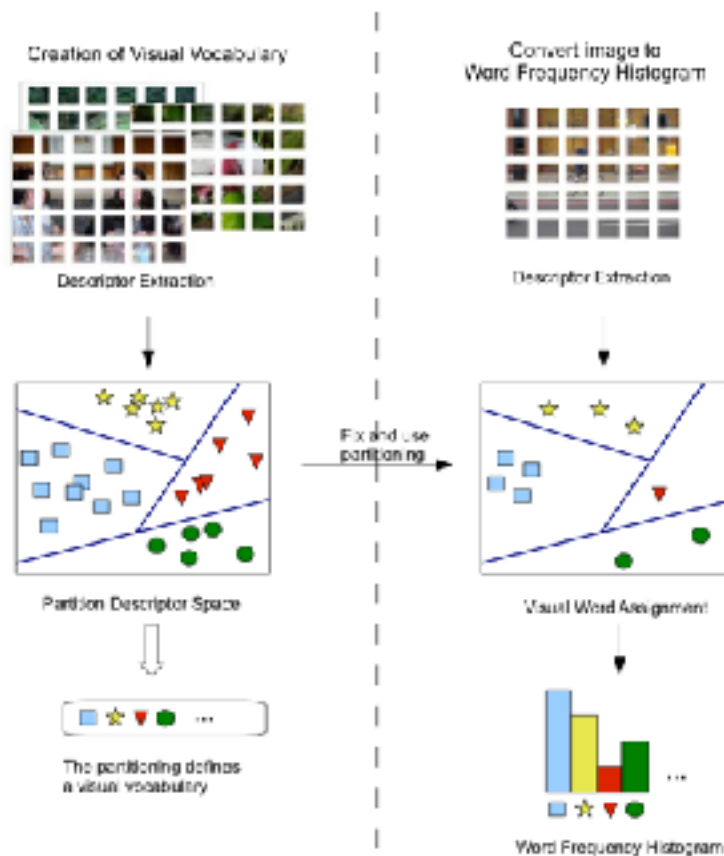 Creation of Visual Vocabulary
Descriptor Extraction
Partition Descriptor Space
...
The partitioning defines
a visual vocabulary
Fix and use
partitioning
Convert image to
Word Frequency Histogram
Descriptor Extraction
Visual Word Assignment
...
Word Frequency Histogram